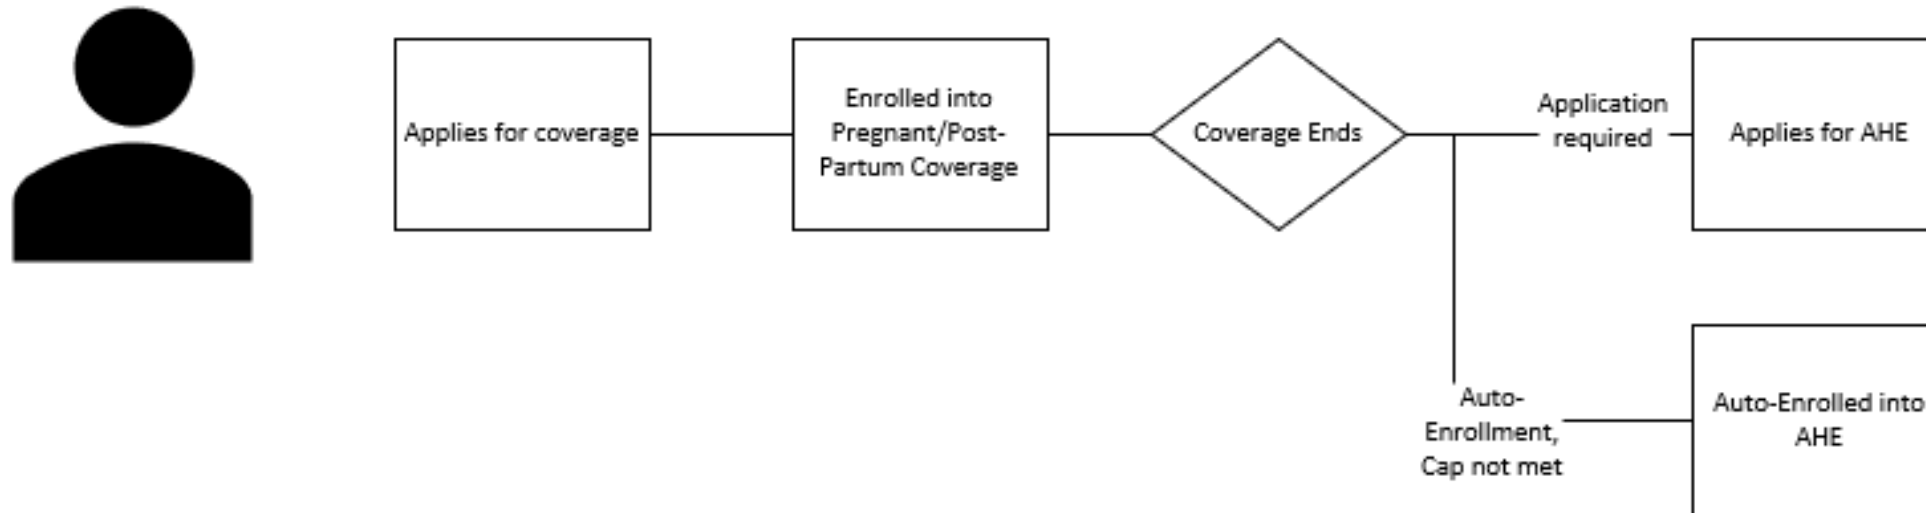 Applies for coverage
Enrolled into
Pregnant/Post-
Partum Coverage
Coverage Ends
Application
required
Applies for AHE
Auto-
Enrollment,
Cap not met
Auto-Enrolled into
AHE